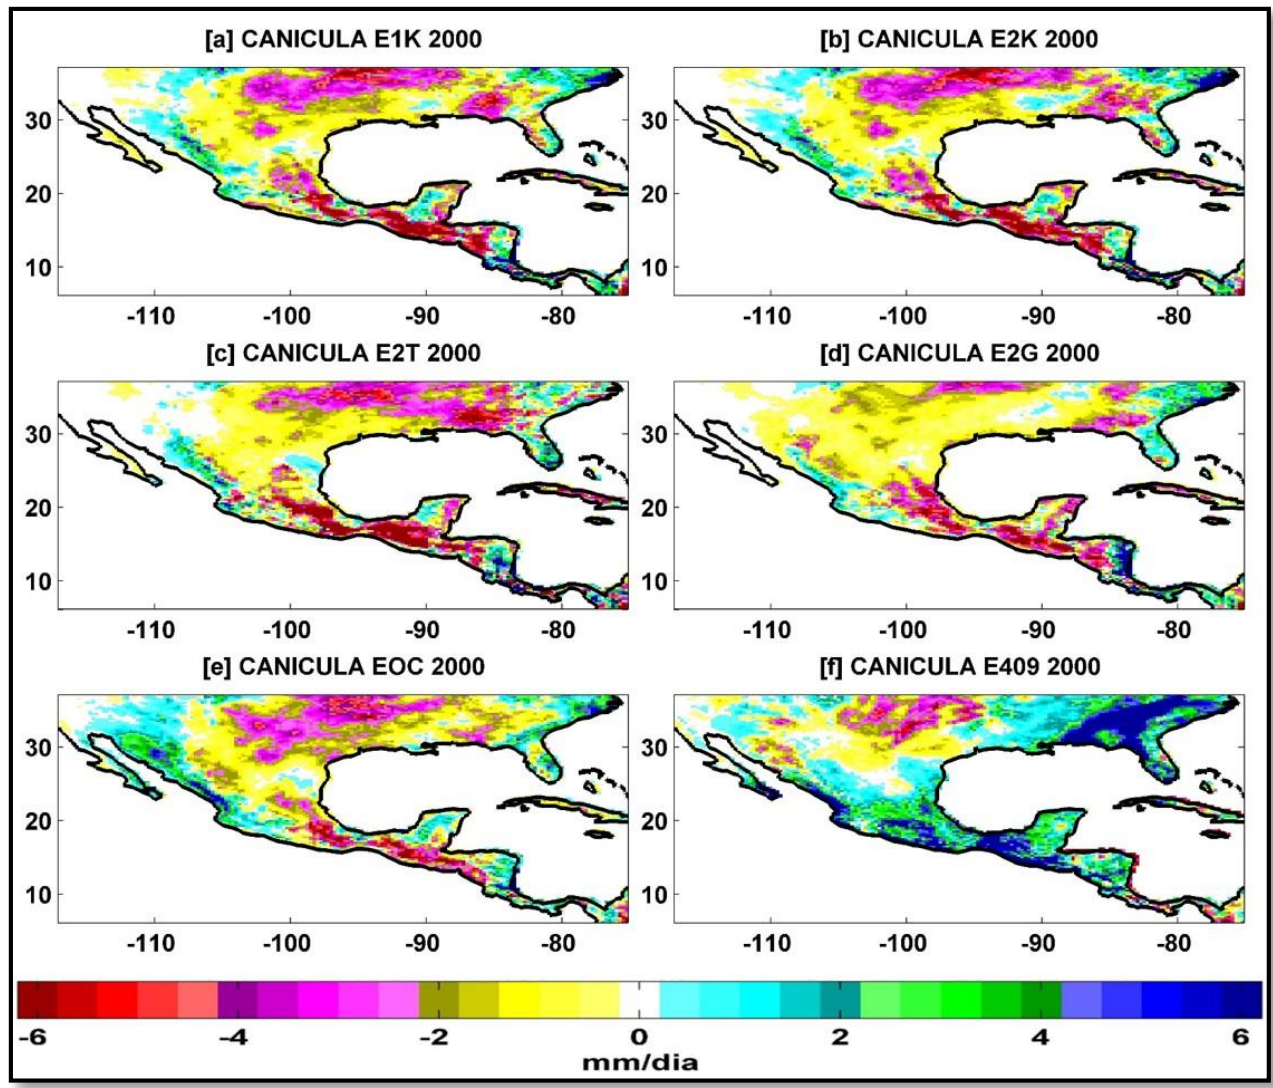 [a] CANICULA E1K 2000
[b] CANICULA E2K 2000
30
20
10
-110 -100 -90 -80
30
20
10
-110 -100 -90 -80
[c] CANICULA E2T 2000
[d] CANICULA E2G 2000
30
20
10
-110 -100 -90 -80
30
20
10
-110 -100 -90 -80
[e] CANICULA EOC 2000
[f] CANICULA E409 2000
30
20
10
-110 -100 -90 -80
30
20
10
-110 -100 -90 -80
-6 -4 -2 0 2 4 6
mm/dia